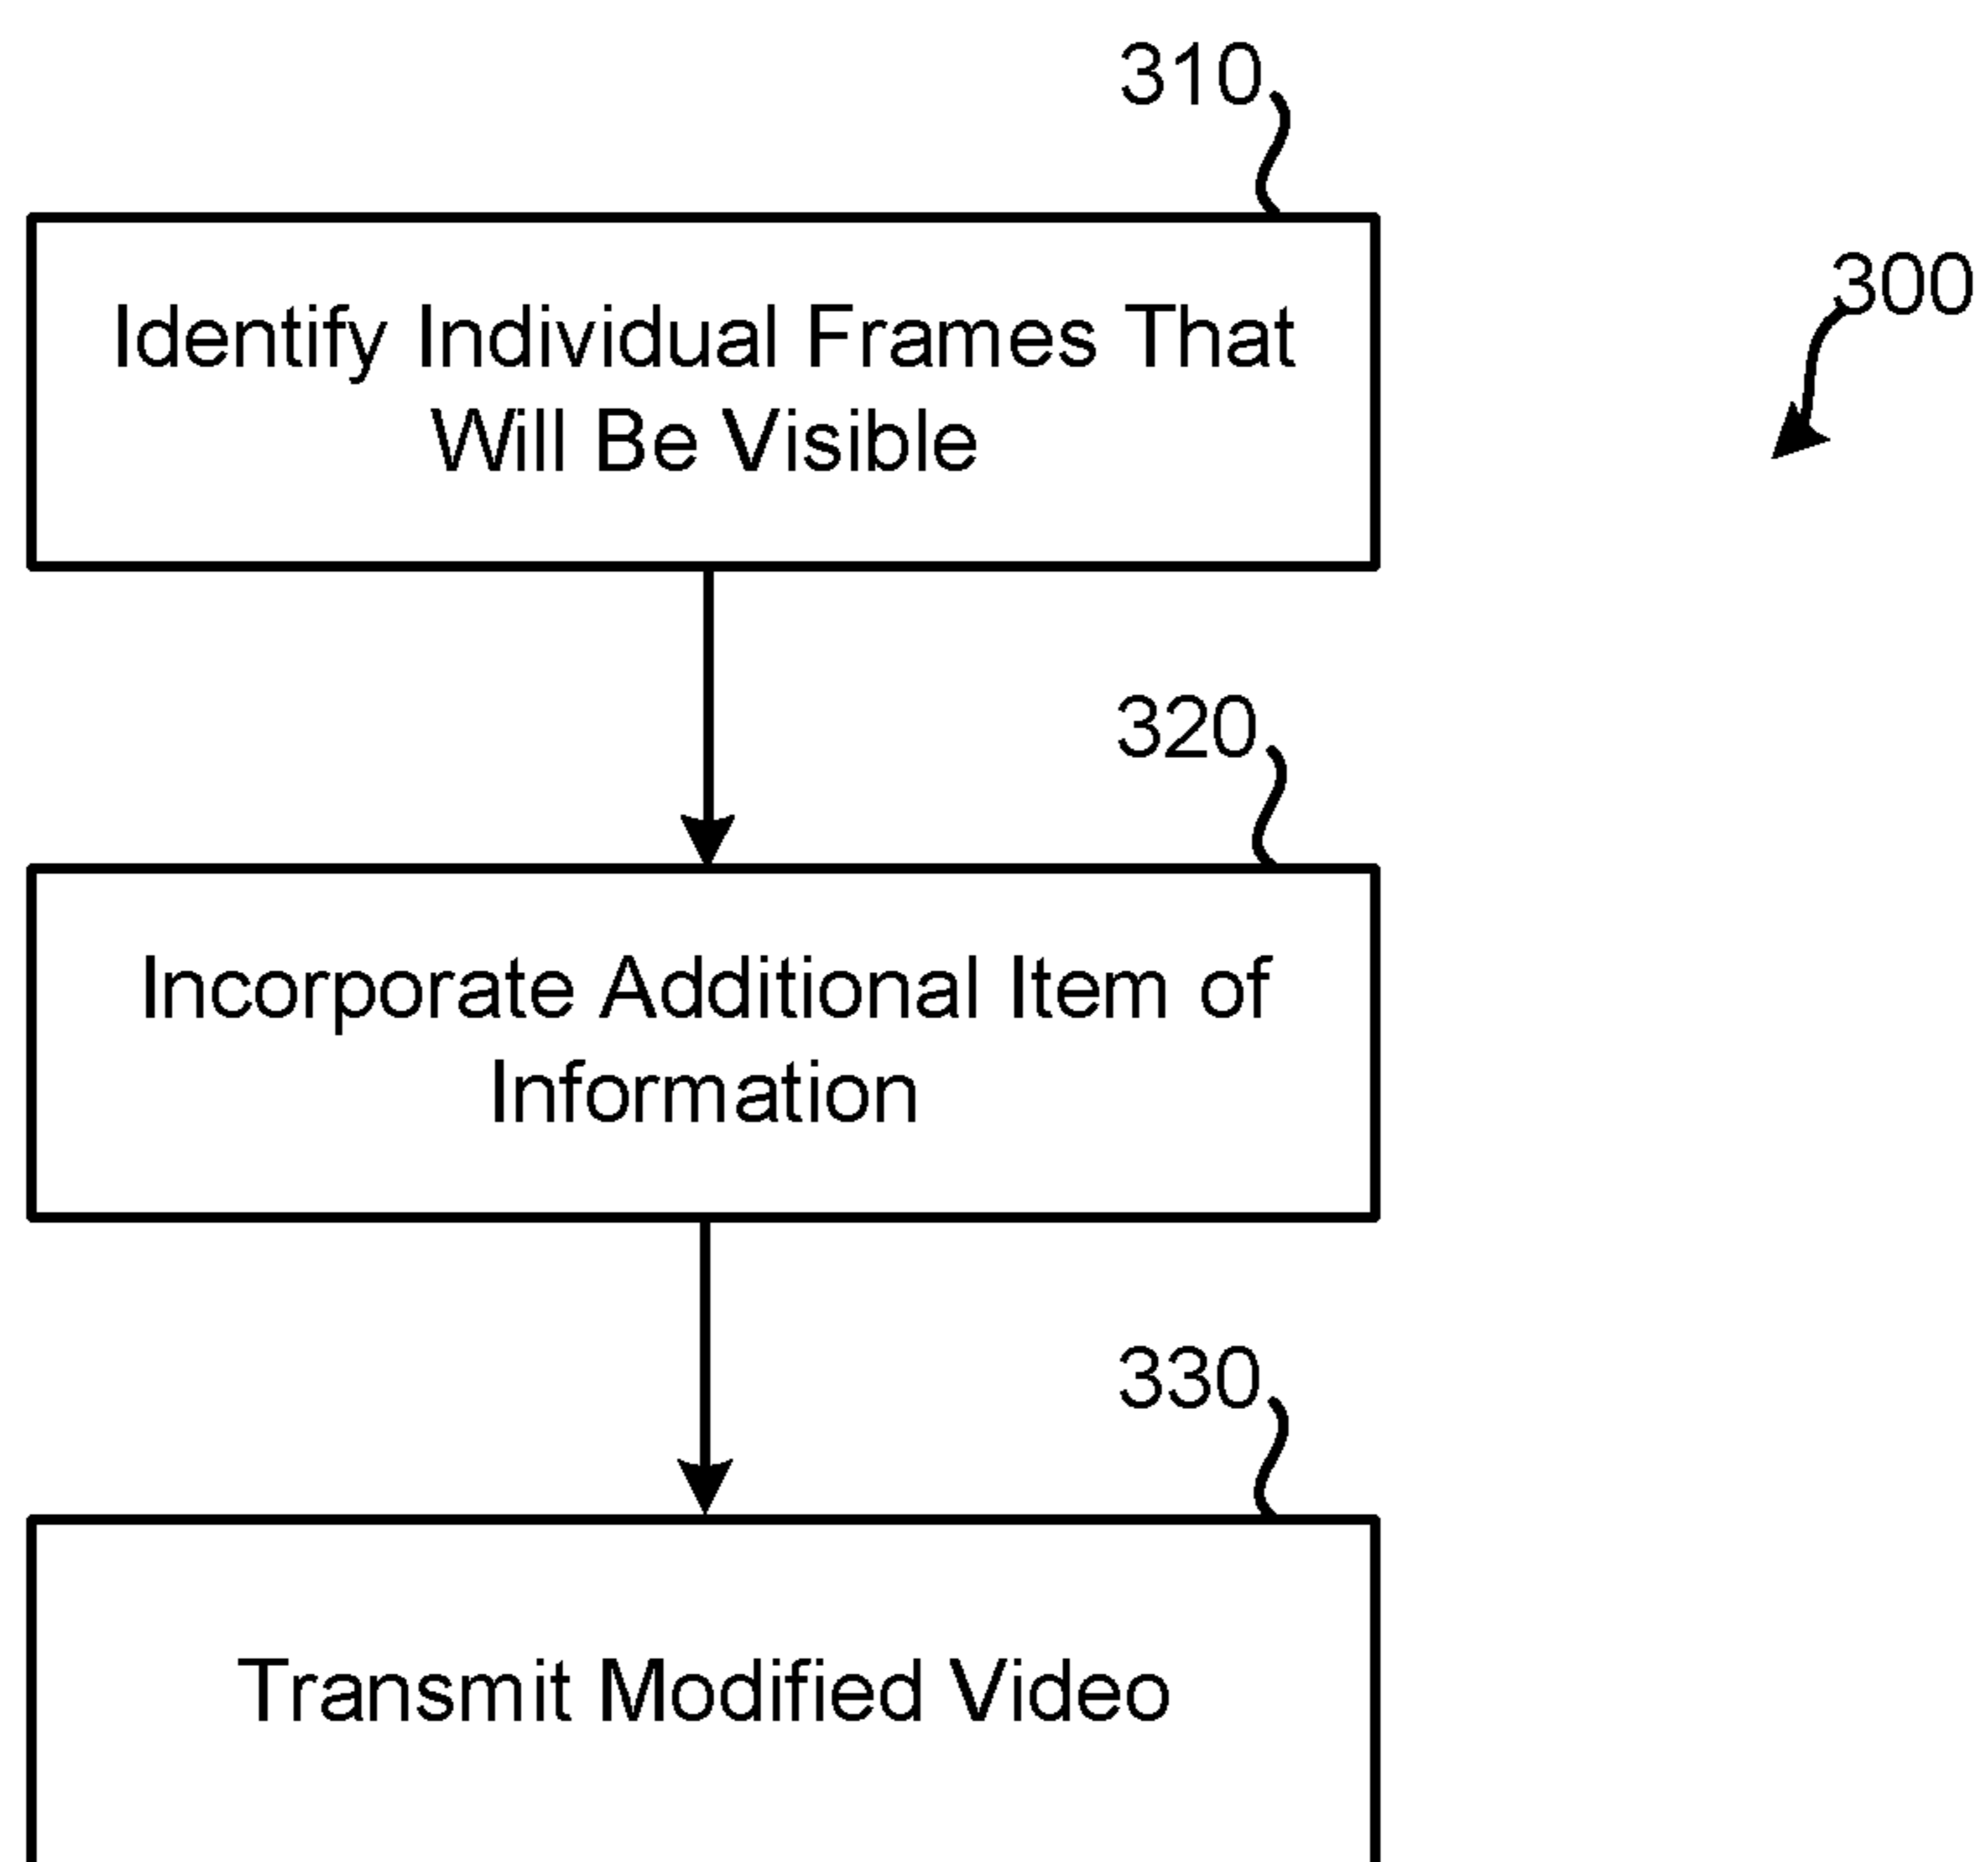 310
300
Identify Individual Frames That
Will Be Visible
320
Incorporate Additional Item of
Information
330
Transmit Modified Video